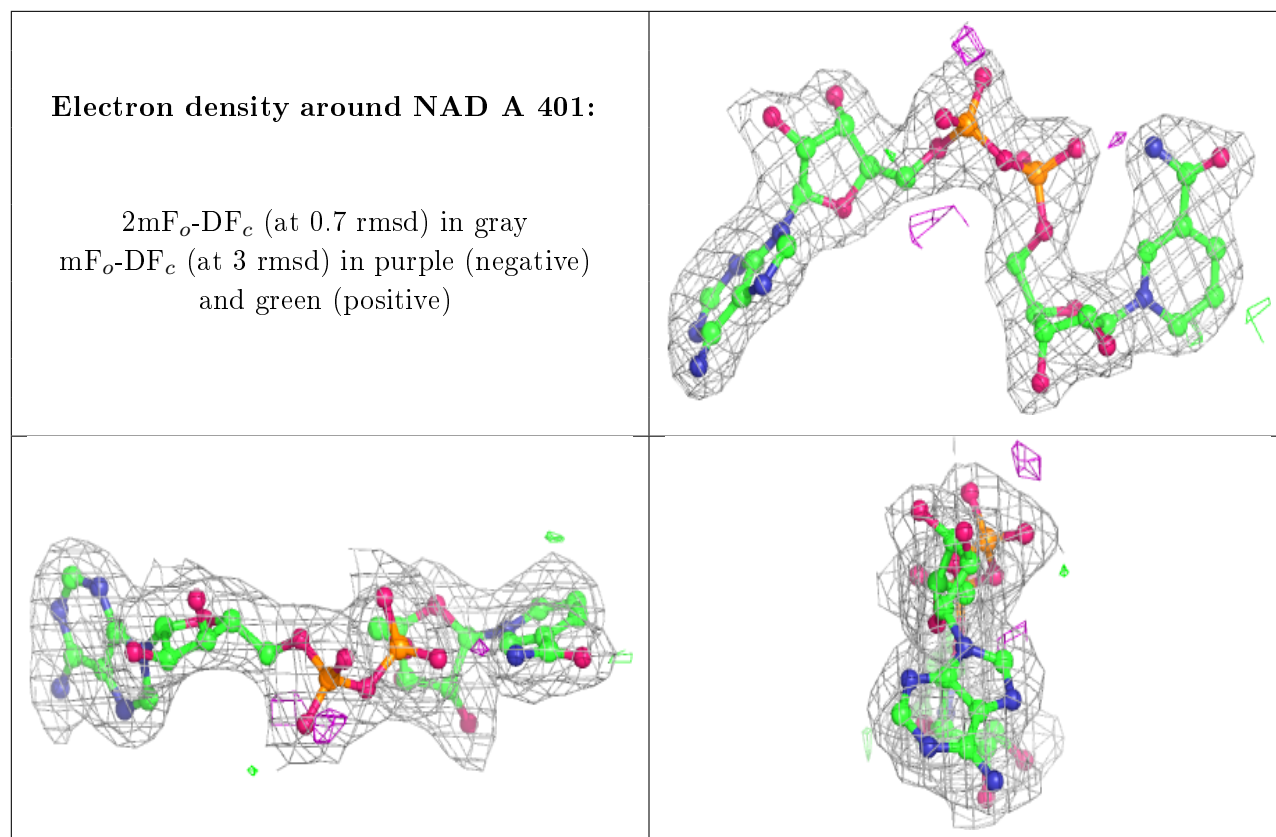 Electron density around NAD A 401:
2mFo-DFc (at 0.7 rmsd) in gray
mFo-DFc (at 3 rmsd) in purple (negative)
and green (positive)